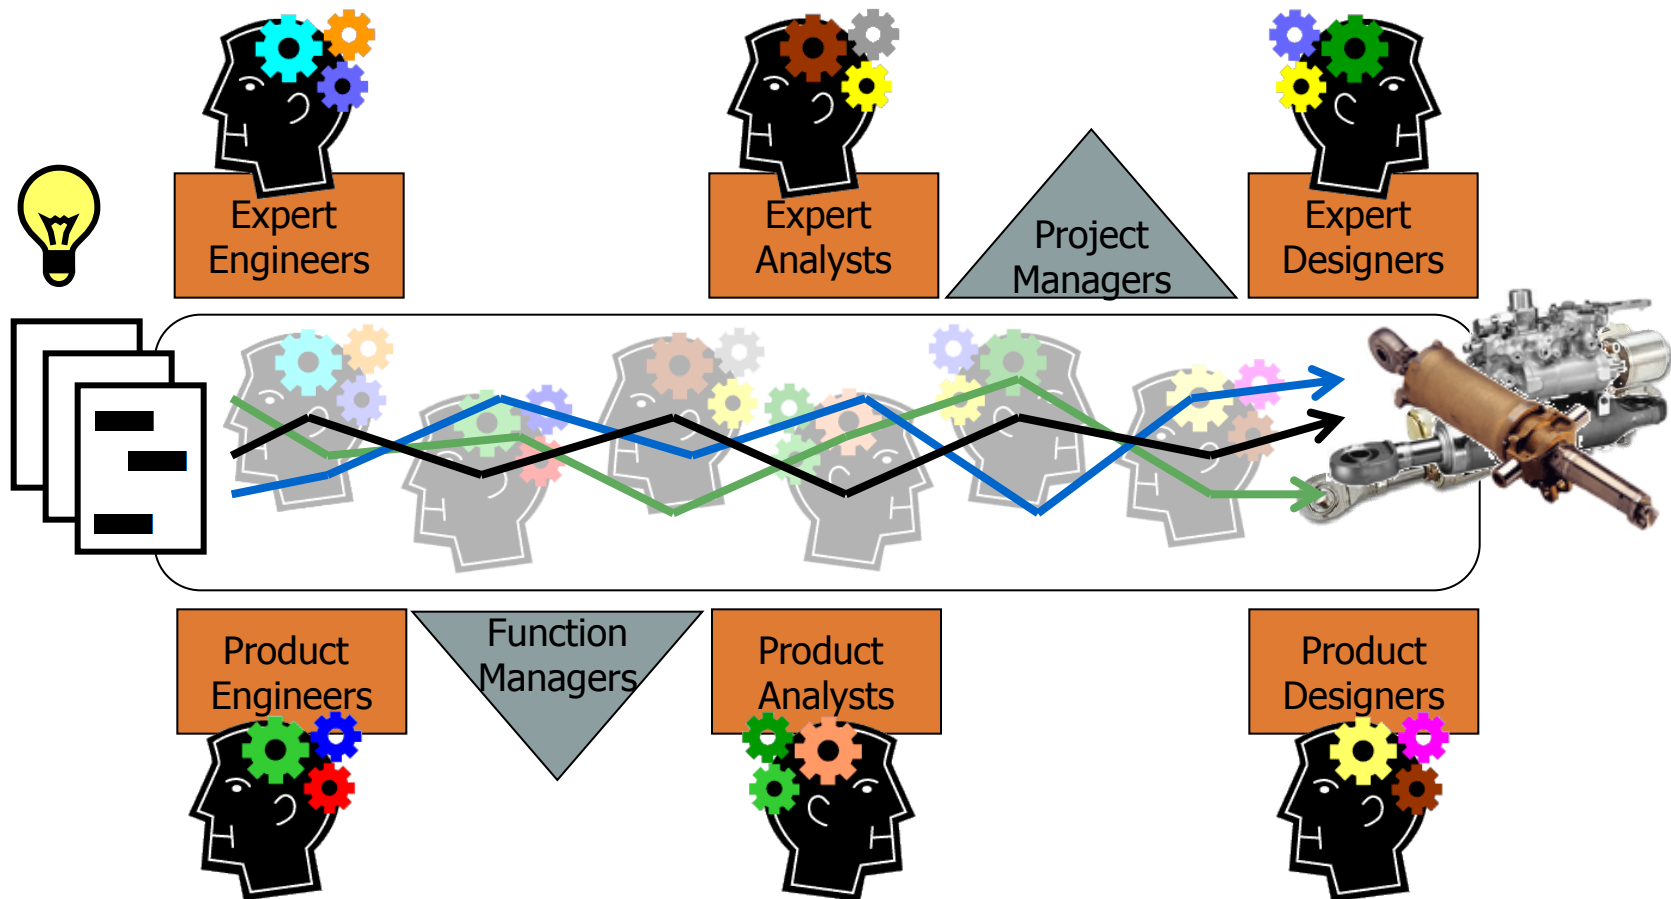 Expert
Engineers
Expert
Analysts
Project
Managers
Expert
Designers
Product
Engineers
Function
Managers
Product
Analysts
Product
Designers